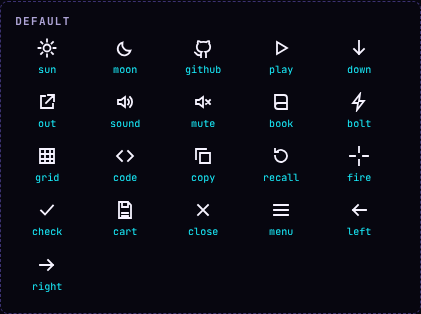 DEFAULT
sun moon github play down
out sound mute book bolt
grid code copy recall fire
check cart close menu left
right